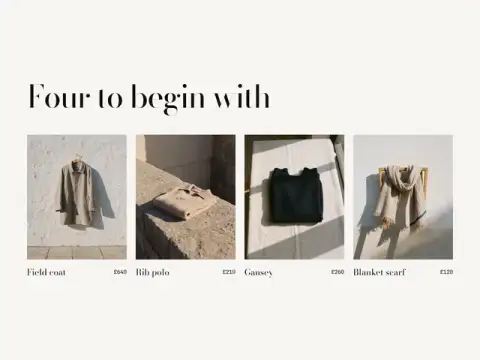 Four to begin with
Field coat £640
Rib polo £210
Gansey £260
Blanket scarf £120